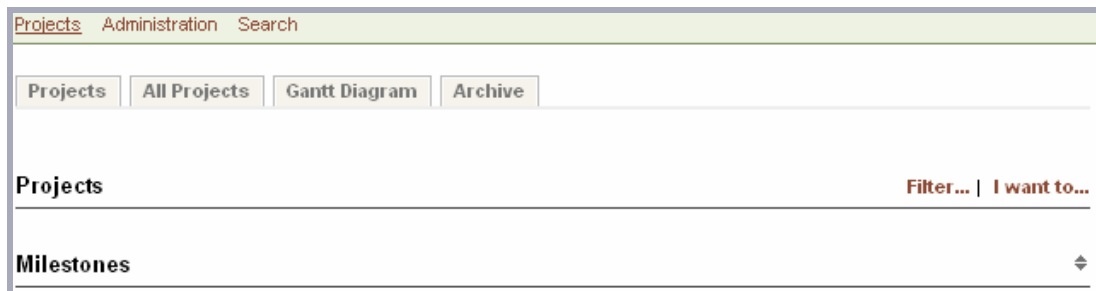 Projects Administration Search
Projects All Projects Gantt Diagram Archive
Projects Filter... | I want to...
Milestones